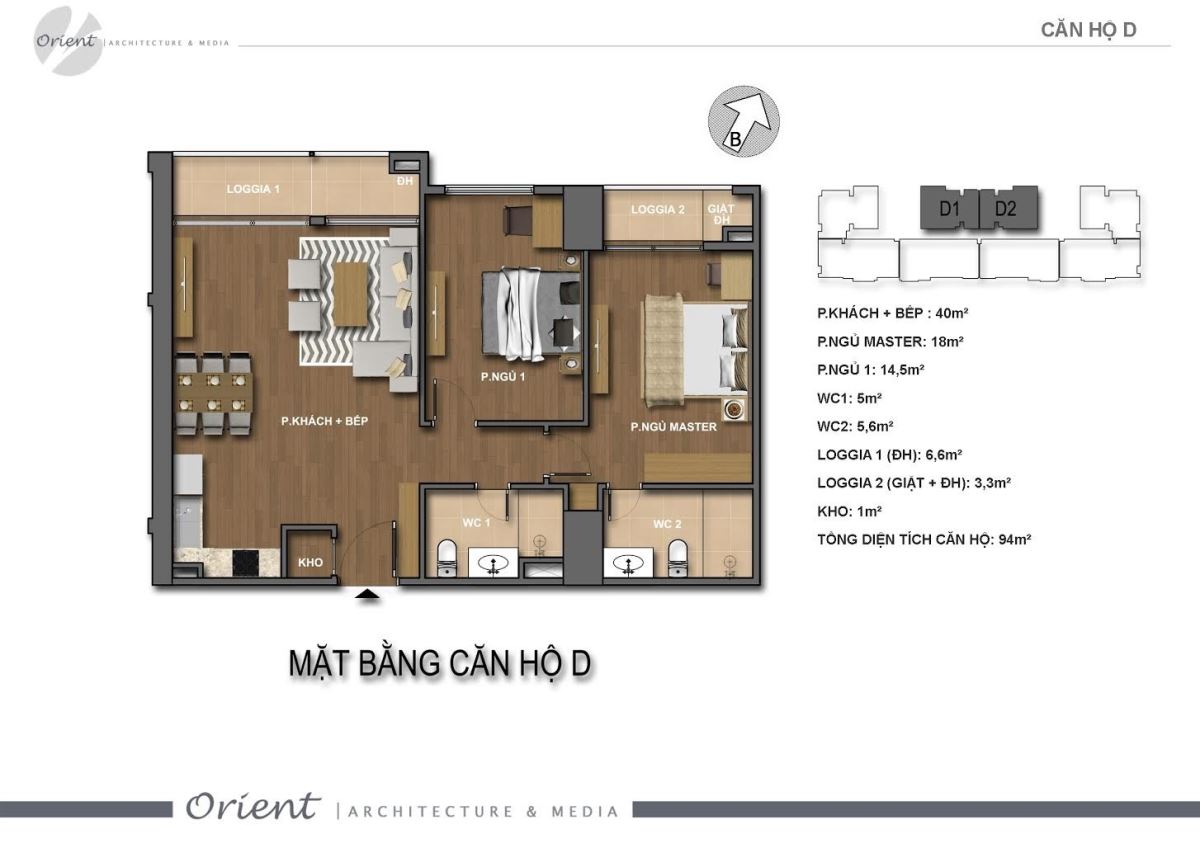 Orient | ARCHITECTURE & MEDIA
CĂN HỘ D
B
LOGGIA 1
ĐH
LOGGIA 2
GIẶT
ĐH
P.NGỦ 1
P.KHÁCH + BẾP
P.NGỦ MASTER
WC 1
WC 2
KHO
D1
D2
P.KHÁCH + BẾP : 40m²
P.NGỦ MASTER: 18m²
P.NGỦ 1: 14,5m²
WC1: 5m²
WC2: 5,6m²
LOGGIA 1 (ĐH): 6,6m²
LOGGIA 2 (GIẶT + ĐH): 3,3m²
KHO: 1m²
TỔNG DIỆN TÍCH CĂN HỘ: 94m²
MẶT BẰNG CĂN HỘ D
Orient | ARCHITECTURE & MEDIA